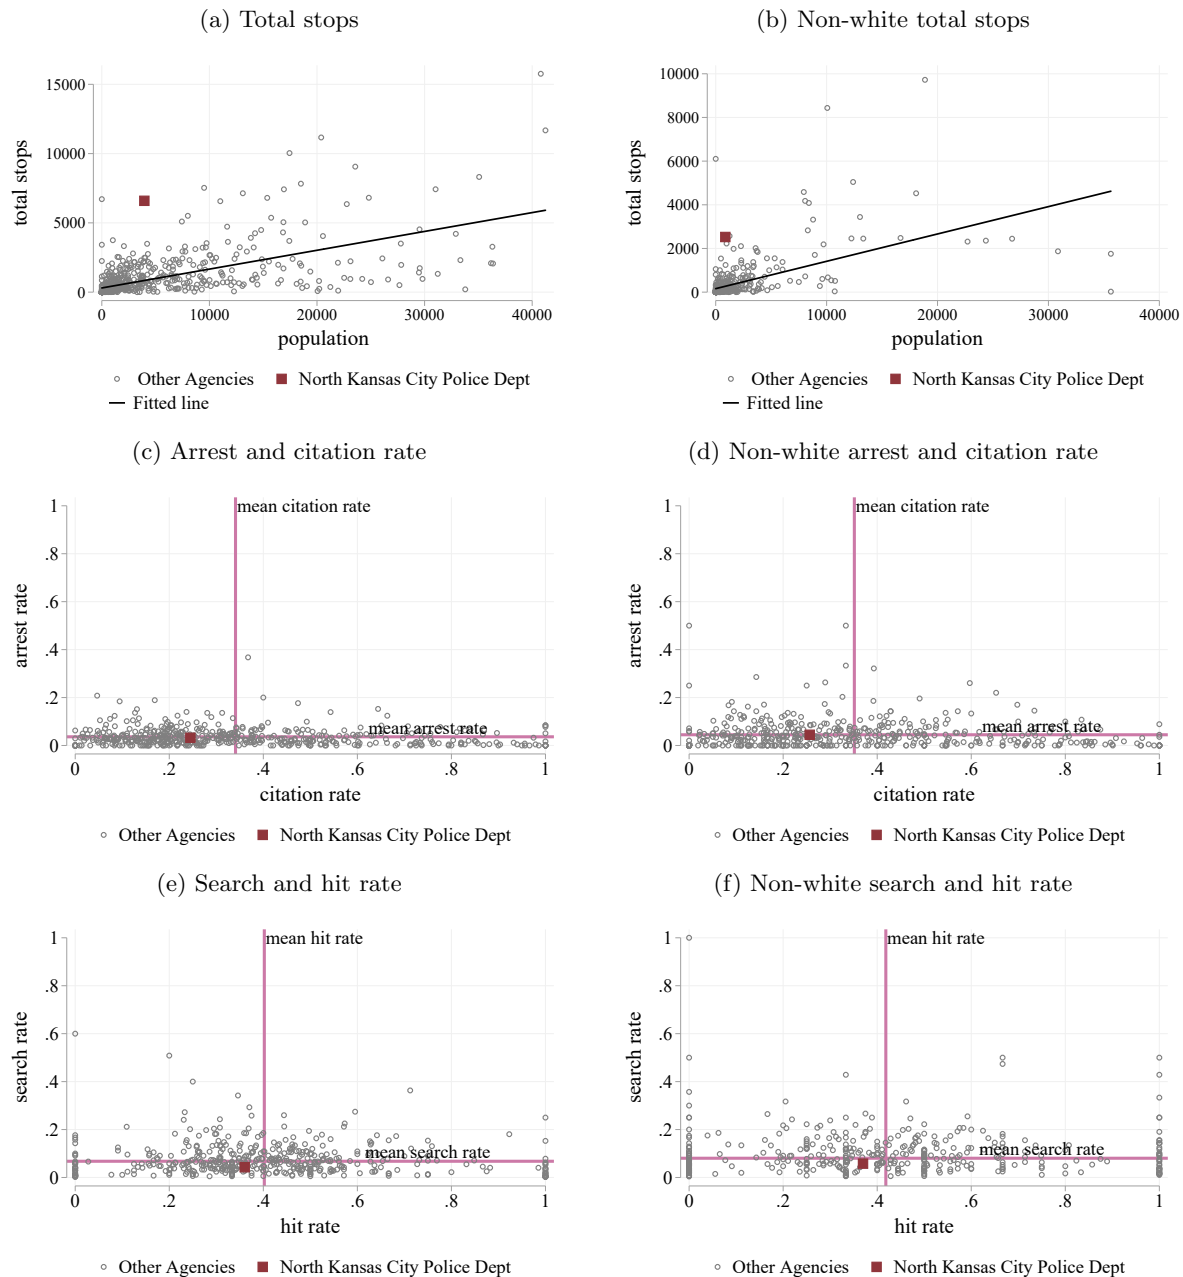 (a) Total stops
total stops
15000
10000
5000
0
0 10000 20000 30000 40000
population
Other Agencies North Kansas City Police Dept
Fitted line
(b) Non-white total stops
total stops
10000
8000
6000
4000
2000
0
0 10000 20000 30000 40000
population
Other Agencies North Kansas City Police Dept
Fitted line
(c) Arrest and citation rate
mean citation rate
arrest rate
1
.8
.6
.4
.2
0
mean arrest rate
0 .2 .4 .6 .8 1
citation rate
Other Agencies North Kansas City Police Dept
(d) Non-white arrest and citation rate
mean citation rate
arrest rate
1
.8
.6
.4
.2
0
mean arrest rate
0 .2 .4 .6 .8 1
citation rate
Other Agencies North Kansas City Police Dept
(e) Search and hit rate
mean hit rate
search rate
1
.8
.6
.4
.2
0
mean search rate
0 .2 .4 .6 .8 1
hit rate
Other Agencies North Kansas City Police Dept
(f) Non-white search and hit rate
mean hit rate
search rate
1
.8
.6
.4
.2
0
mean search rate
0 .2 .4 .6 .8 1
hit rate
Other Agencies North Kansas City Police Dept